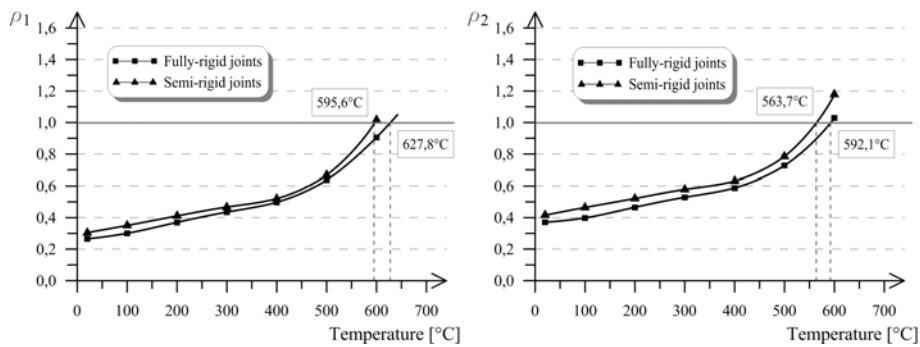 ρ1
1,6
1,4
1,2
1,0
0,8
0,6
0,4
0,2
0,0
Fully-rigid joints
Semi-rigid joints
595,6°C
627,8°C
0 100 200 300 400 500 600 700
Temperature [°C]
ρ2
1,6
1,4
1,2
1,0
0,8
0,6
0,4
0,2
0,0
Fully-rigid joints
Semi-rigid joints
563,7°C
592,1°C
0 100 200 300 400 500 600 700
Temperature [°C]